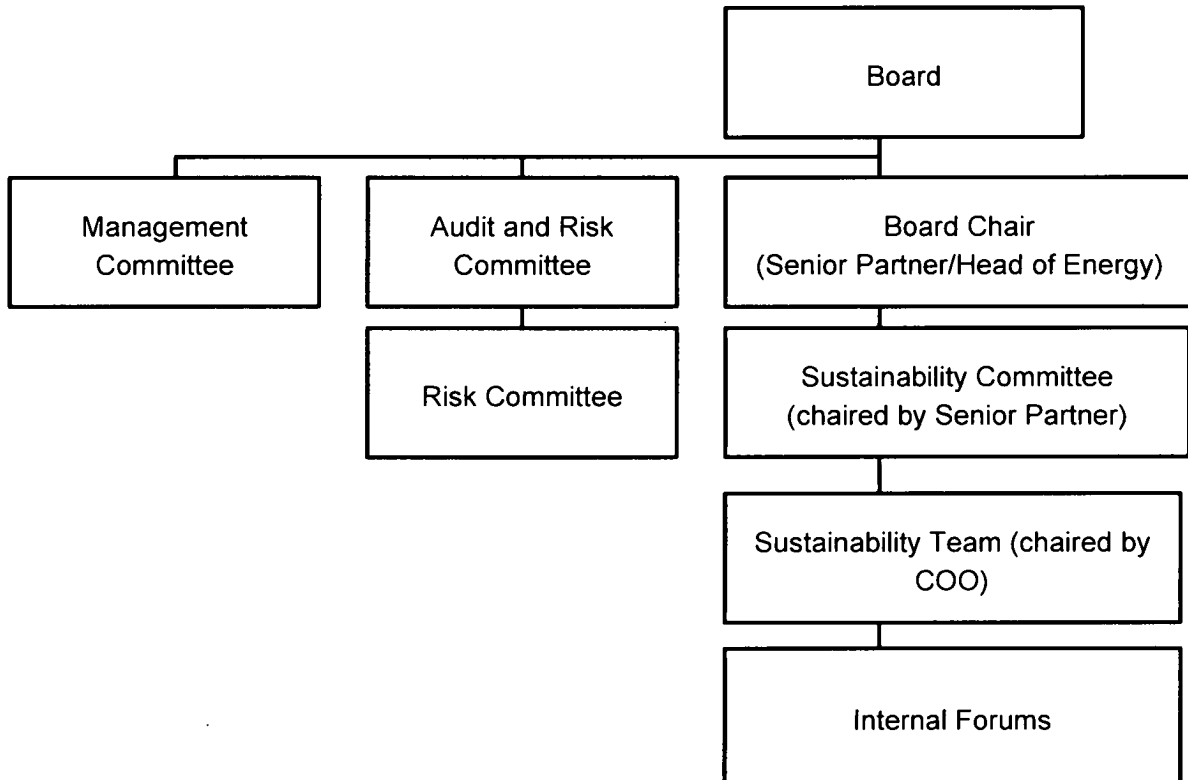 Board
Management
Committee
Audit and Risk
Committee
Board Chair
(Senior Partner/Head of Energy)
Risk Committee
Sustainability Committee
(chaired by Senior Partner)
Sustainability Team (chaired by
COO)
Internal Forums